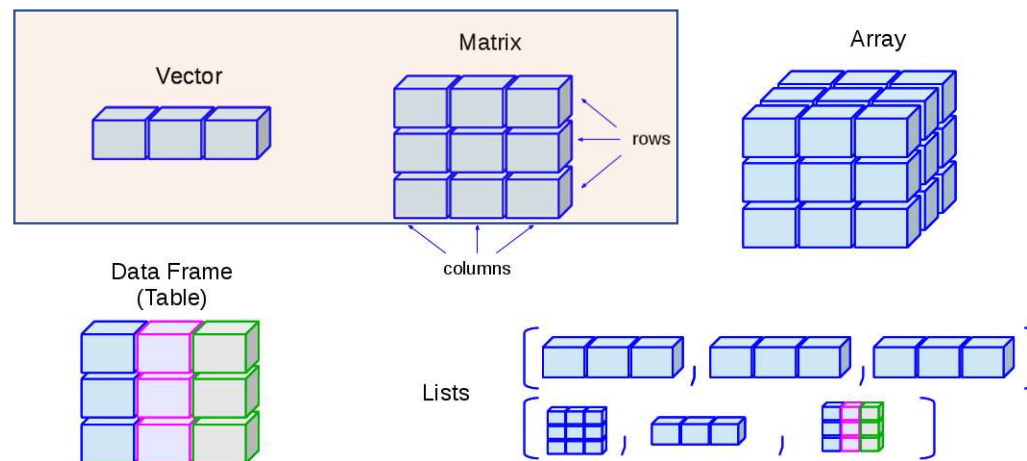 Vector
Matrix
Array
rows
columns
Data Frame
(Table)
Lists